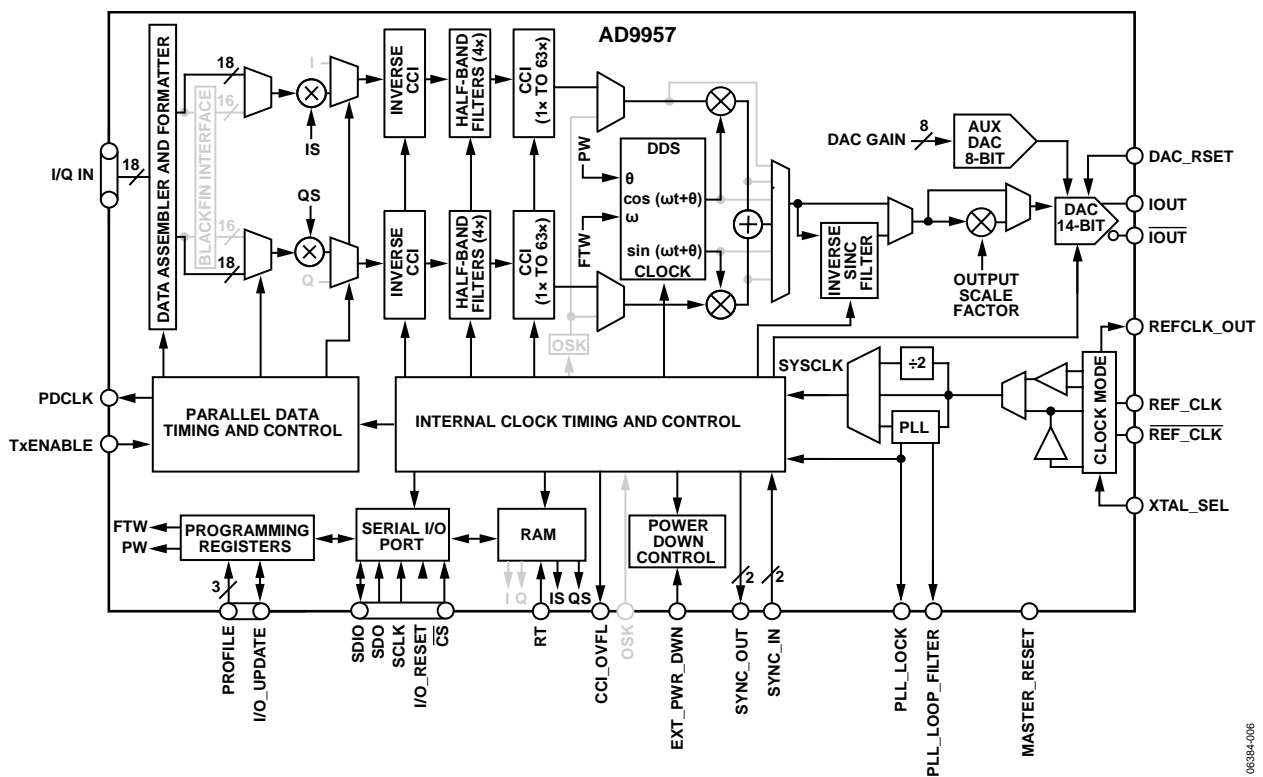 AD9957
I/Q IN
18
DATA ASSEMBLER AND FORMATTER
18
BLACKFIN INTERFACE
16
16
18
I
IS
QS
Q
INVERSE
CCI
HALF-BAND
FILTERS (4×)
CCI
(1× TO 63×)
INVERSE
CCI
HALF-BAND
FILTERS (4×)
CCI
(1× TO 63×)
OSK
PW
FTW
DDS
θ
cos (ωt+θ)
ω
sin (ωt+θ)
CLOCK
INVERSE
SINC
FILTER
OUTPUT
SCALE
FACTOR
DAC GAIN
8
AUX
DAC
8-BIT
DAC
14-BIT
DAC_RSET
IOUT
IOUT
REFCLK_OUT
REF_CLK
REF_CLK
XTAL_SEL
CLOCK MODE
SYSCLK
÷2
PLL
PDCLK
TxENABLE
PARALLEL DATA
TIMING AND CONTROL
INTERNAL CLOCK TIMING AND CONTROL
FTW
PW
PROGRAMMING
REGISTERS
SERIAL I/O
PORT
RAM
I
Q
IS
QS
POWER
DOWN
CONTROL
3
2
2
PROFILE
I/O_UPDATE
SDIO
SDO
SCLK
I/O_RESET
CS
RT
CCI_OVFL
OSK
EXT_PWR_DWN
SYNC_OUT
SYNC_IN
PLL_LOCK
PLL_LOOP_FILTER
MASTER_RESET
06384-006